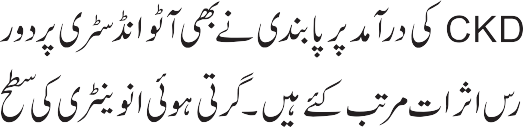 CKD کی درآمد پر پابندی نے بھی آٹو انڈسٹری پر دور
رس اثرات مرتب کئے ہیں۔ گرتی ہوئی انوینٹری کی سطح